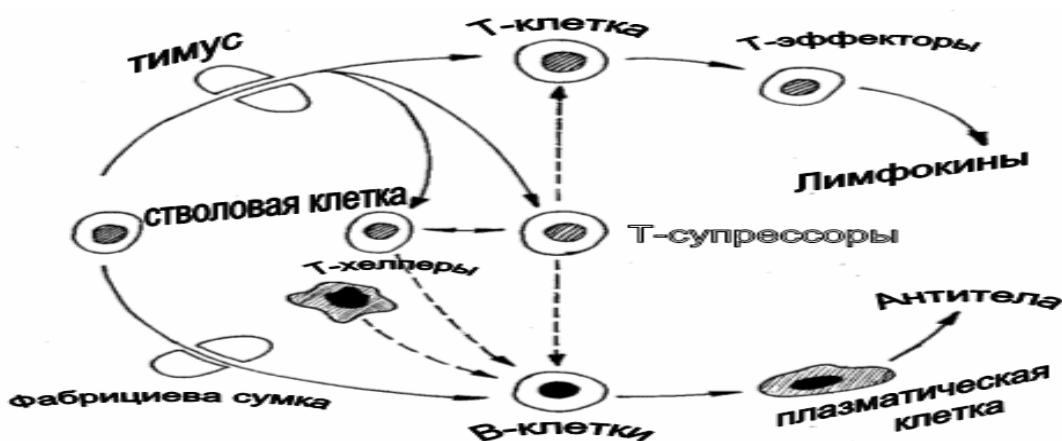 тимус
Т-клетка
Т-эффекторы
Лимфокины
стволовая клетка
Т-супрессоры
Т-хелперы
Антитела
Фабрициева сумка
В-клетки
плазматическая
клетка